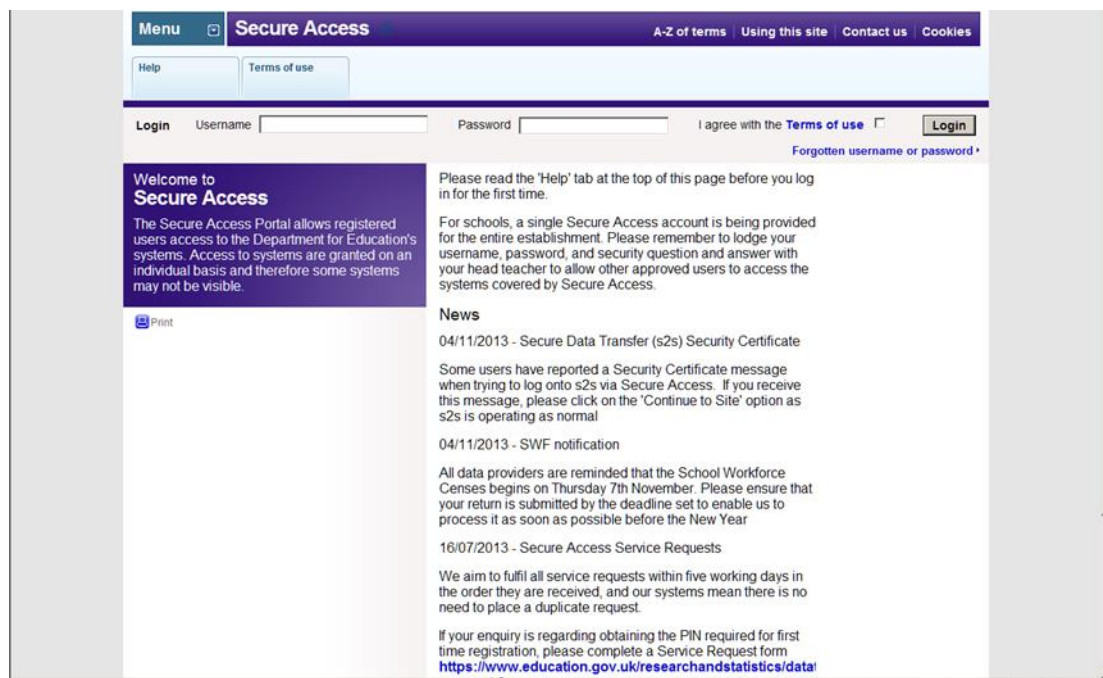 Menu Secure Access A-Z of terms Using this site Contact us Cookies
Help Terms of use
Login Username Password I agree with the Terms of use Login
Forgotten username or password
Welcome to
Secure Access
The Secure Access Portal allows registered
users access to the Department for Education's
systems. Access to systems are granted on an
individual basis and therefore some systems
may not be visible.
Print
Please read the 'Help' tab at the top of this page before you log
in for the first time.
For schools, a single Secure Access account is being provided
for the entire establishment. Please remember to lodge your
username, password, and security question and answer with
your head teacher to allow other approved users to access the
systems covered by Secure Access.
News
04/11/2013 - Secure Data Transfer (s2s) Security Certificate
Some users have reported a Security Certificate message
when trying to log onto s2s via Secure Access. If you receive
this message, please click on the 'Continue to Site' option as
s2s is operating as normal
04/11/2013 - SWF notification
All data providers are reminded that the School Workforce
Censes begins on Thursday 7th November. Please ensure that
your return is submitted by the deadline set to enable us to
process it as soon as possible before the New Year
16/07/2013 - Secure Access Service Requests
We aim to fulfil all service requests within five working days in
the order they are received, and our systems mean there is no
need to place a duplicate request.
If your enquiry is regarding obtaining the PIN required for first
time registration, please complete a Service Request form
https://www.education.gov.uk/researchandstatistics/data